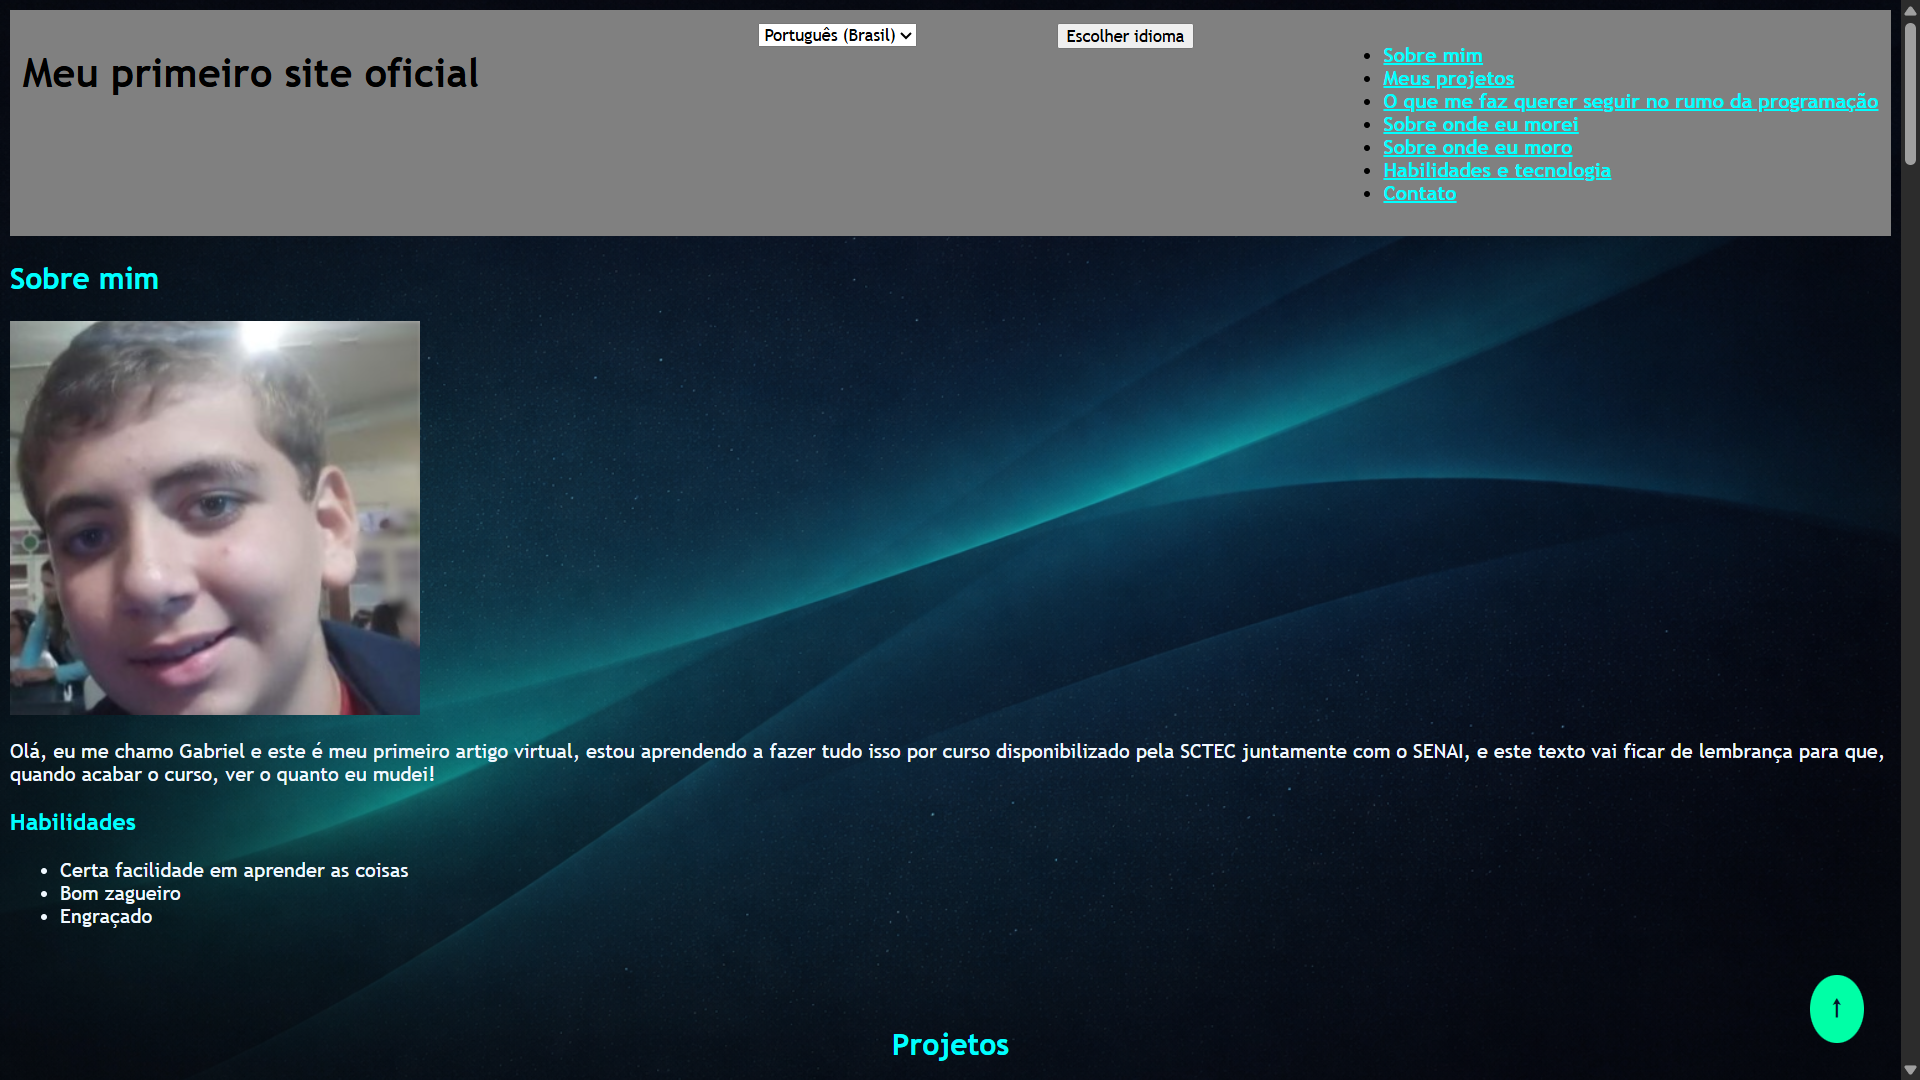 Meu primeiro site oficial
Português (Brasil)
Escolher idioma
Sobre mim
Meus projetos
O que me faz querer seguir no rumo da programação
Sobre onde eu morei
Sobre onde eu moro
Habilidades e tecnologia
Contato
Sobre mim
Olá, eu me chamo Gabriel e este é meu primeiro artigo virtual, estou aprendendo a fazer tudo isso por curso disponibilizado pela SCTEC juntamente com o SENAI, e este texto vai ficar de lembrança para que,
quando acabar o curso, ver o quanto eu mudei!
Habilidades
Certa facilidade em aprender as coisas
Bom zagueiro
Engraçado
↑
Projetos